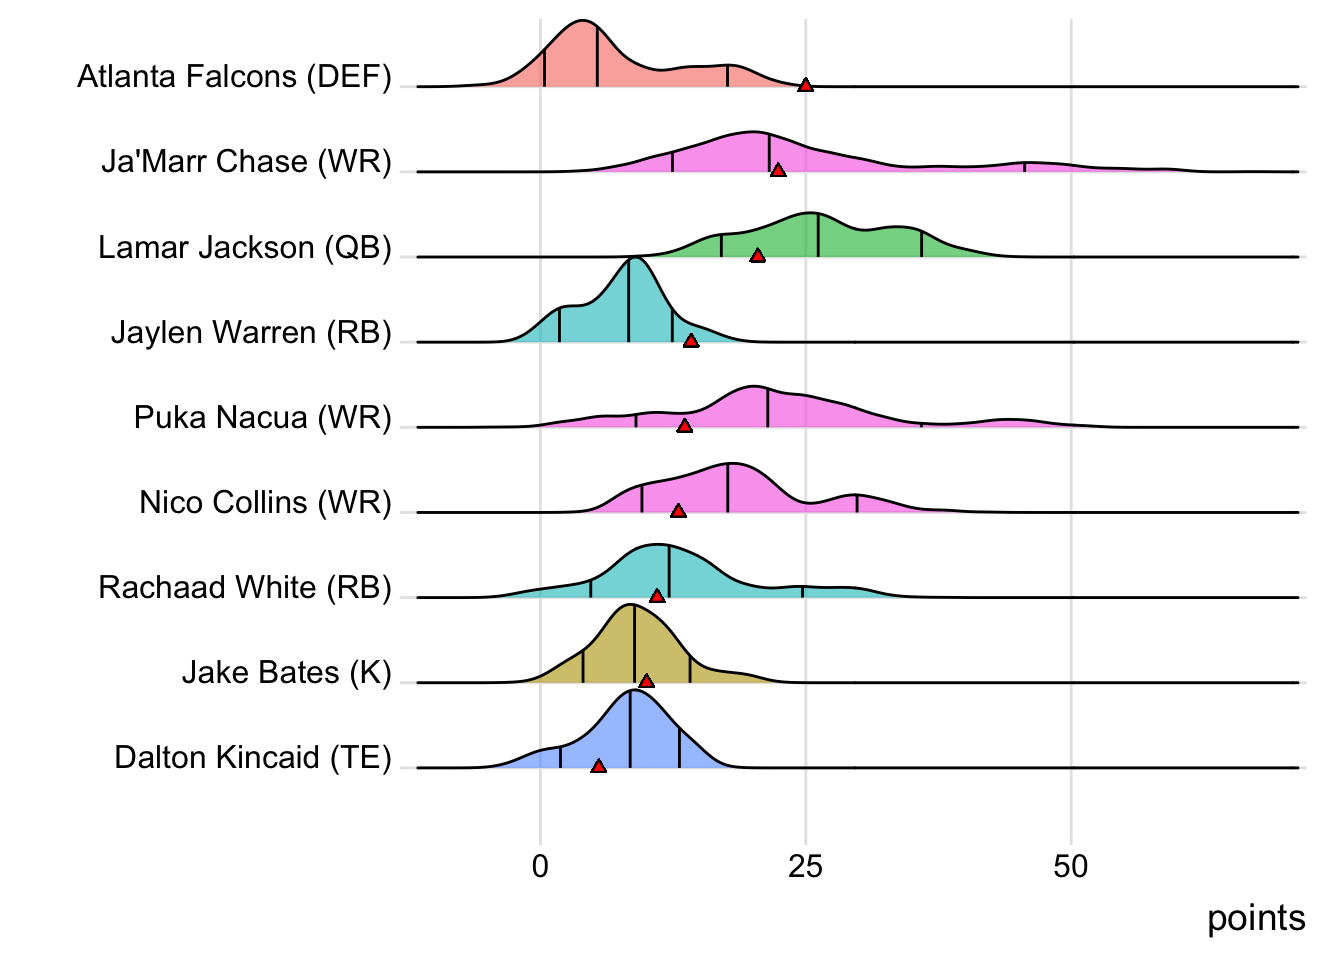 Atlanta Falcons (DEF)
Ja'Marr Chase (WR)
Lamar Jackson (QB)
Jaylen Warren (RB)
Puka Nacua (WR)
Nico Collins (WR)
Rachaad White (RB)
Jake Bates (K)
Dalton Kincaid (TE)
0 25 50
points